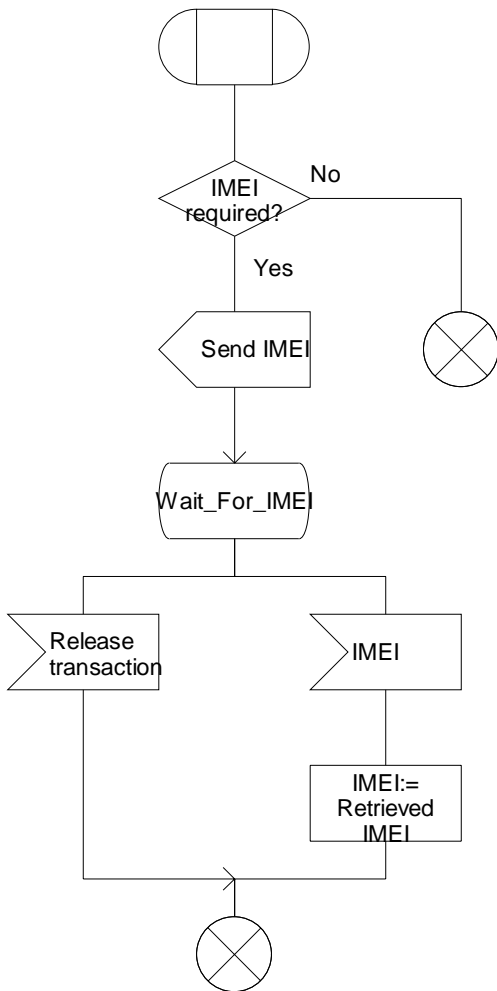 IMEI
required?
No
Yes
Send IMEI
Wait_For_IMEI
Release
transaction
IMEI
IMEI:=
Retrieved
IMEI